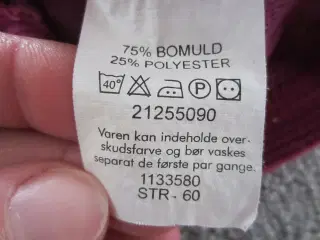 75% BOMULD
25% POLYESTER
40° P
21255090
Varen kan indeholde over-
skudsfarve og bør vaskes
separat de første par gange.
1133580
STR - 60